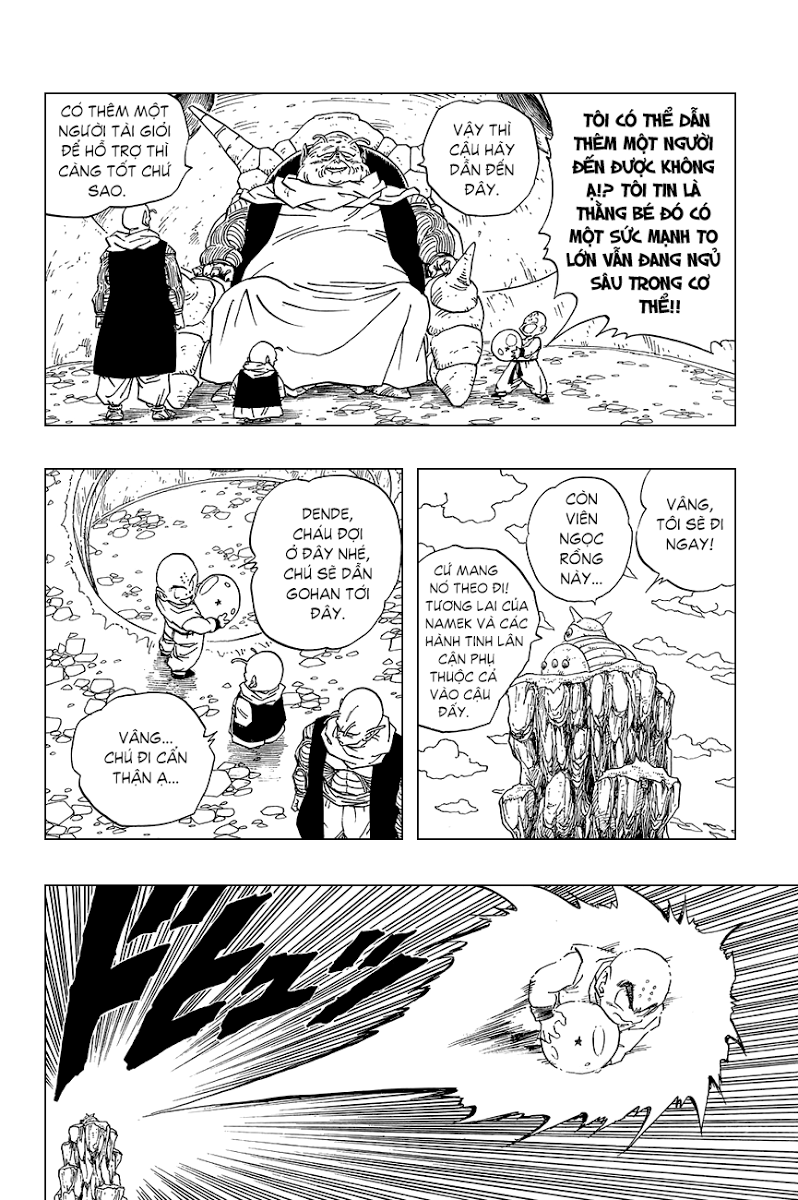 TÔI CÓ THỂ DẪN
THÊM MỘT NGƯỜI
ĐẾN ĐƯỢC KHÔNG
Ạ!? TÔI TIN LÀ
THẰNG BÉ ĐÓ CÓ
MỘT SỨC MẠNH TO
LỚN VẪN ĐANG NGỦ
SÂU TRONG CƠ
THỂ!!
VẬY THÌ
CẬU HÃY
DẪN ĐẾN
ĐÂY.
CÓ THÊM MỘT
NGƯỜI TÀI GIỎI
ĐỂ HỖ TRỢ THÌ
CÀNG TỐT CHỨ
SAO.
VÂNG,
TÔI SẼ ĐI
NGAY!
CÒN
VIÊN
NGỌC
RỒNG
NÀY...
CỨ MANG
NÓ THEO ĐI!
TƯƠNG LAI CỦA
NAMEK VÀ CÁC
HÀNH TINH LÂN
CẬN PHỤ
THUỘC CẢ
VÀO CẬU
ĐẤY.
DENDE,
CHÁU ĐỢI
Ở ĐÂY NHÉ,
CHÚ SẼ DẪN
GOHAN TỚI
ĐÂY.
VÂNG...
CHÚ ĐI CẨN
THẬN Ạ...
ドヒュッ